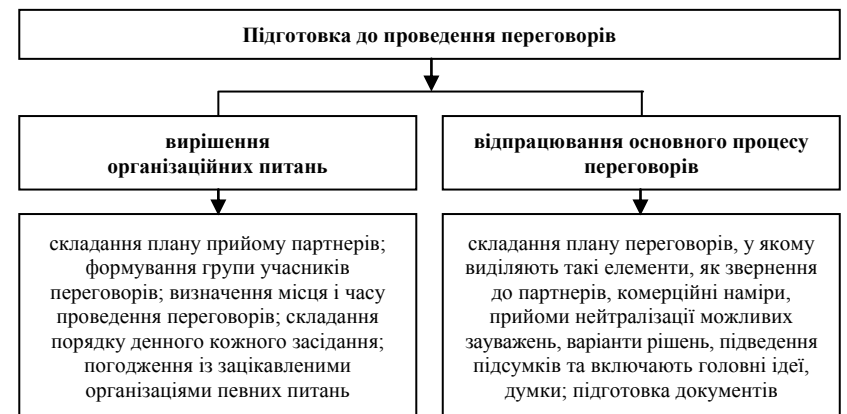 Підготовка до проведення переговорів
вирішення
організаційних питань
відпрацювання основного процесу
переговорів
складання плану прийому партнерів;
формування групи учасників
переговорів; визначення місця і часу
проведення переговорів; складання
порядку денного кожного засідання;
погодження із зацікавленими
організаціями певних питань
складання плану переговорів, у якому
виділяють такі елементи, як звернення
до партнерів, комерційні наміри,
прийоми нейтралізації можливих
зауважень, варіанти рішень, підведення
підсумків та включають головні ідеї,
думки; підготовка документів